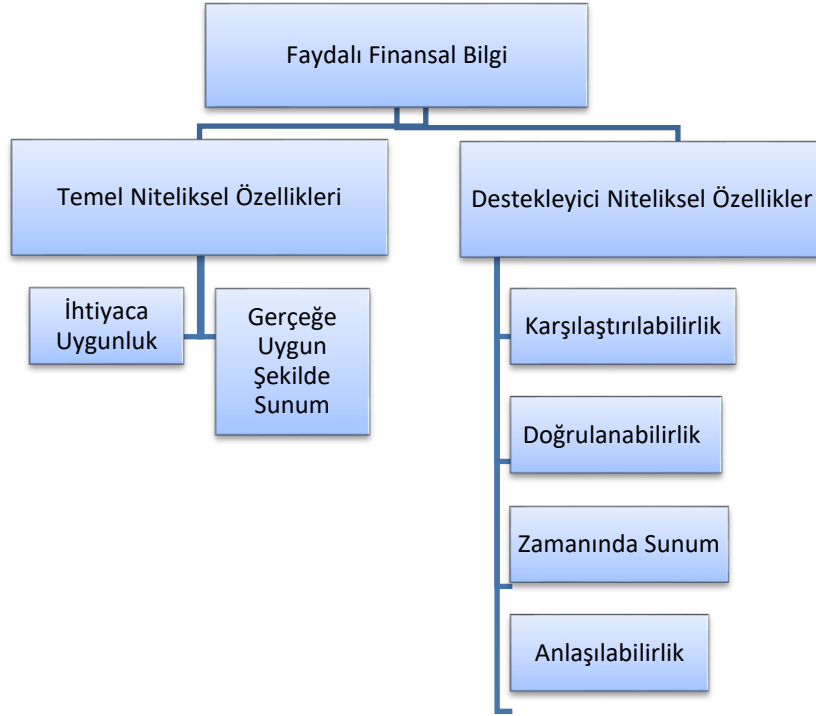 Faydalı Finansal Bilgi
Temel Niteliksel Özellikleri
İhtiyaca
Uygunluk
Gerçeğe
Uygun
Şekilde
Sunum
Destekleyici Niteliksel Özellikler
Karşılaştırılabilirlik
Doğrulanabilirlik
Zamanında Sunum
Anlaşılabilirlik